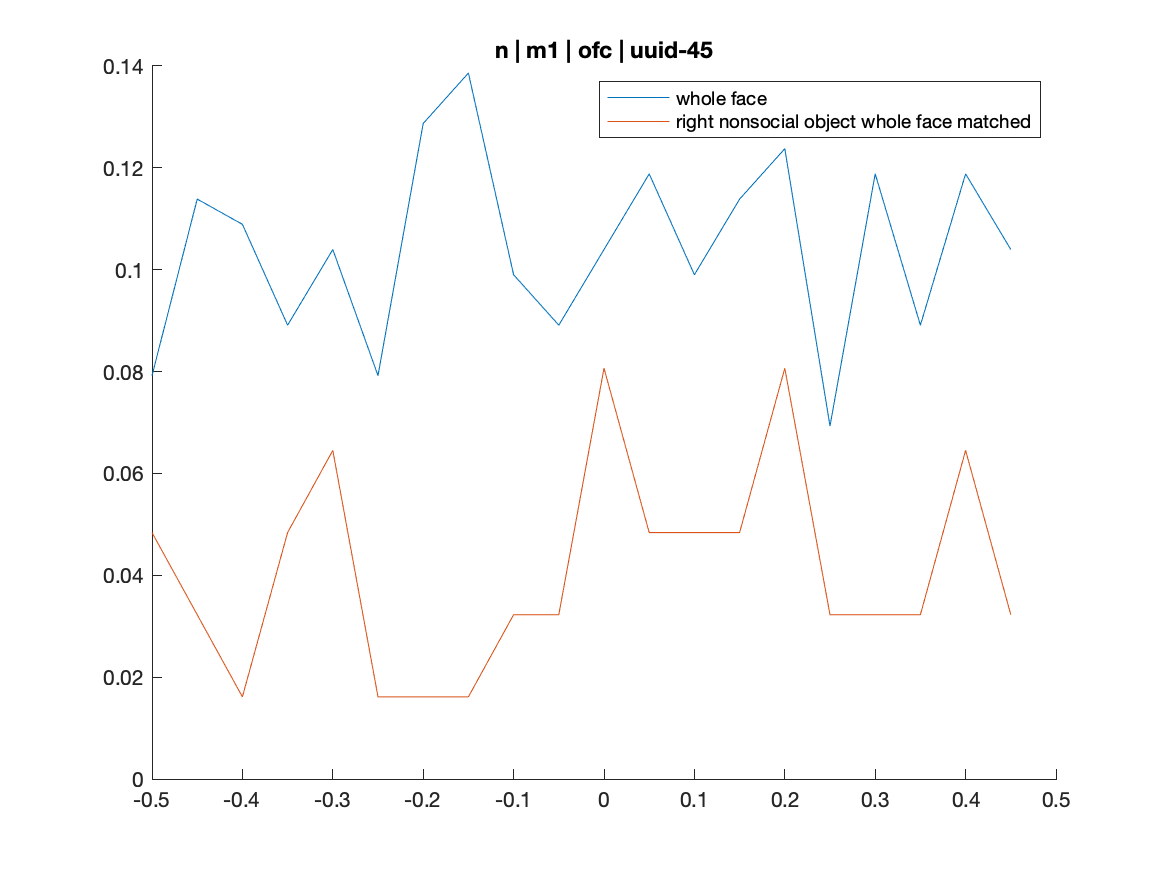 n | m1 | ofc | uuid-45
whole face
right nonsocial object whole face matched
0.14
0.12
0.1
0.08
0.06
0.04
0.02
0
-0.5 -0.4 -0.3 -0.2 -0.1 0 0.1 0.2 0.3 0.4 0.5